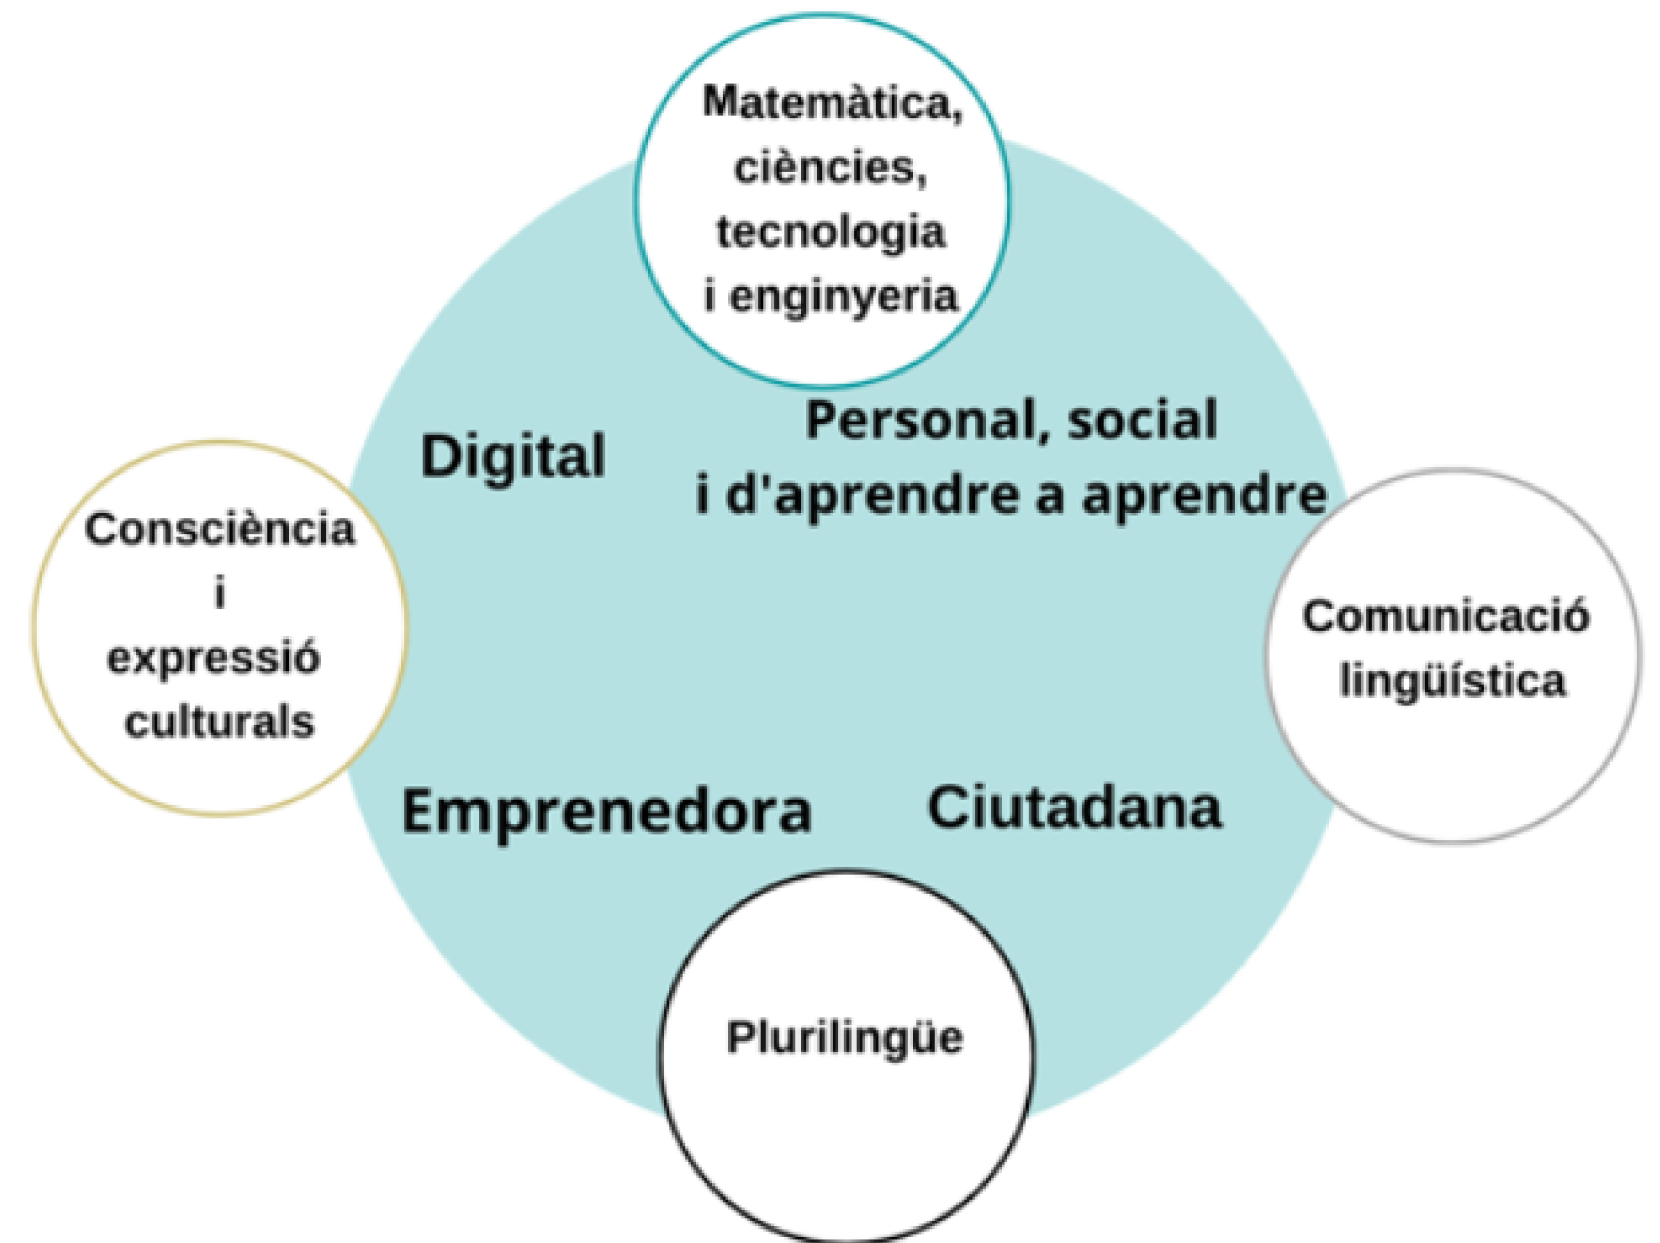 Matemàtica,
ciències,
tecnologia
i enginyeria
Digital
Personal, social
i d'aprendre a aprendre
Consciència
i
expressió
culturals
Comunicació
lingüística
Emprenedora
Ciutadana
Plurilingüe